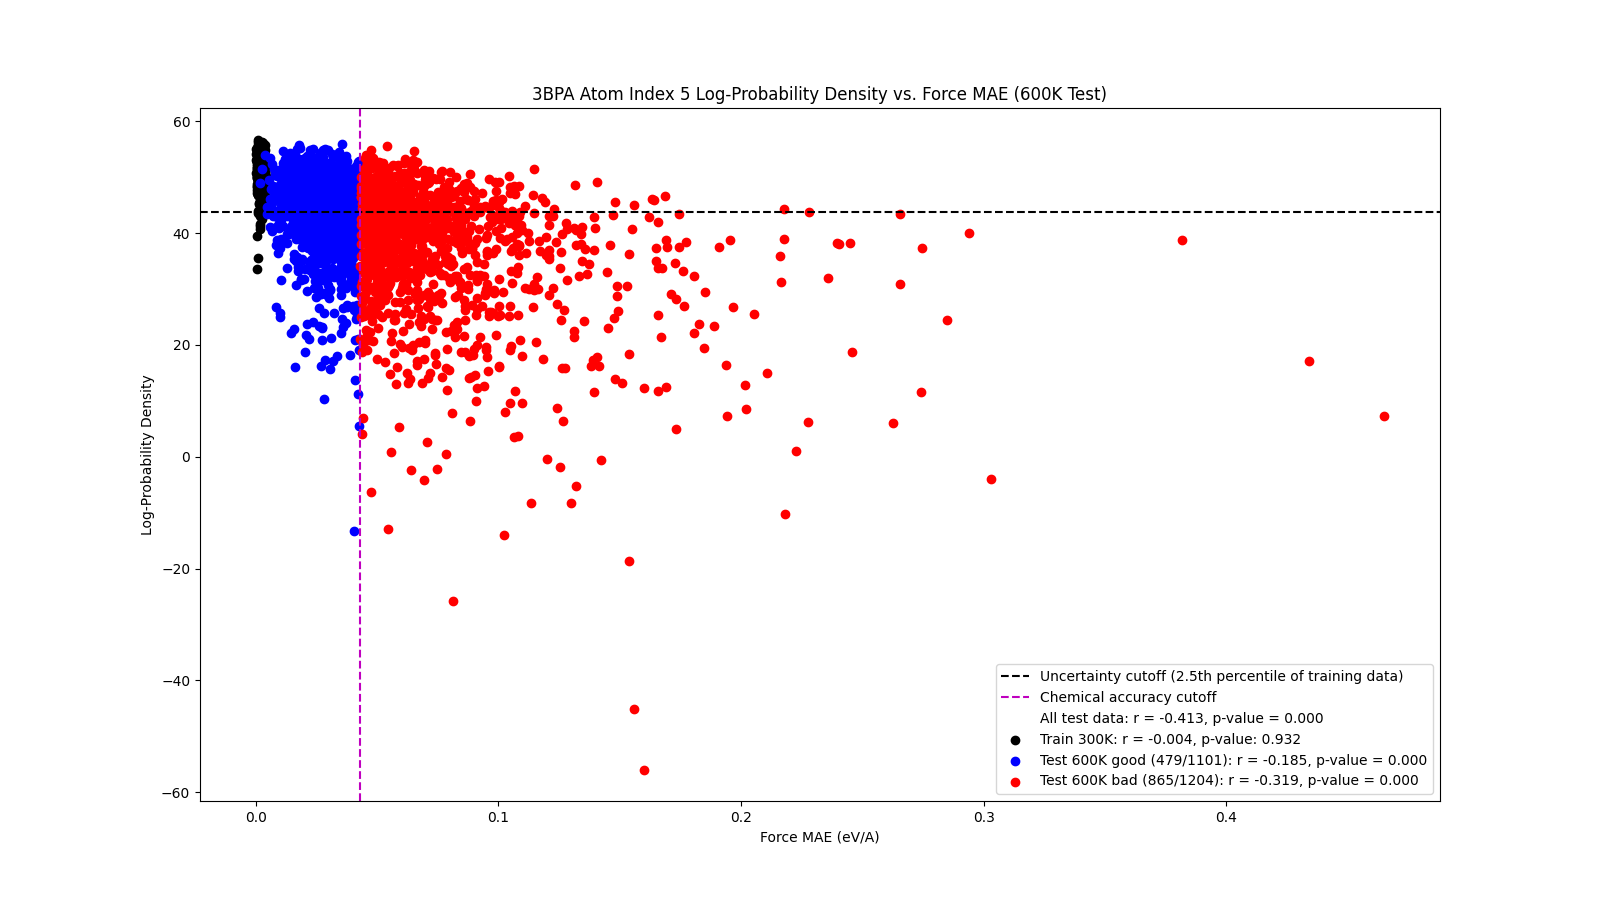 3BPA Atom Index 5 Log-Probability Density vs. Force MAE (600K Test)
60
40
20
0
−20
−40
−60
Log-Probability Density
0.0
0.1
0.2
0.3
0.4
Force MAE (eV/A)
Uncertainty cutoff (2.5th percentile of training data)
Chemical accuracy cutoff
All test data: r = -0.413, p-value = 0.000
Train 300K: r = -0.004, p-value: 0.932
Test 600K good (479/1101): r = -0.185, p-value = 0.000
Test 600K bad (865/1204): r = -0.319, p-value = 0.000